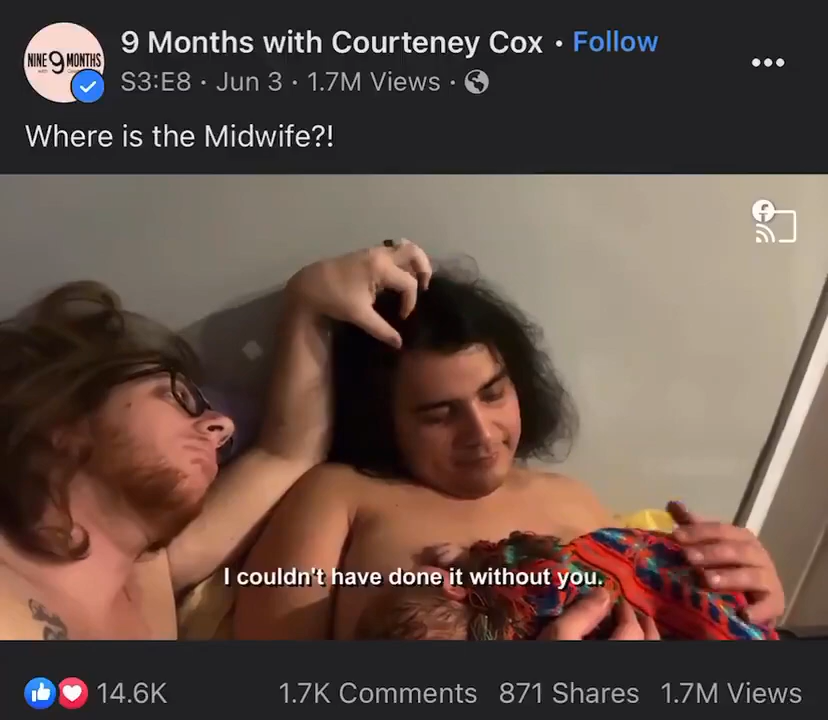 NINE 9 MONTHS
9 Months with Courteney Cox · Follow
S3:E8 · Jun 3 · 1.7M Views ·
Where is the Midwife?!
I couldn't have done it without you.
14.6K 1.7K Comments 871 Shares 1.7M Views